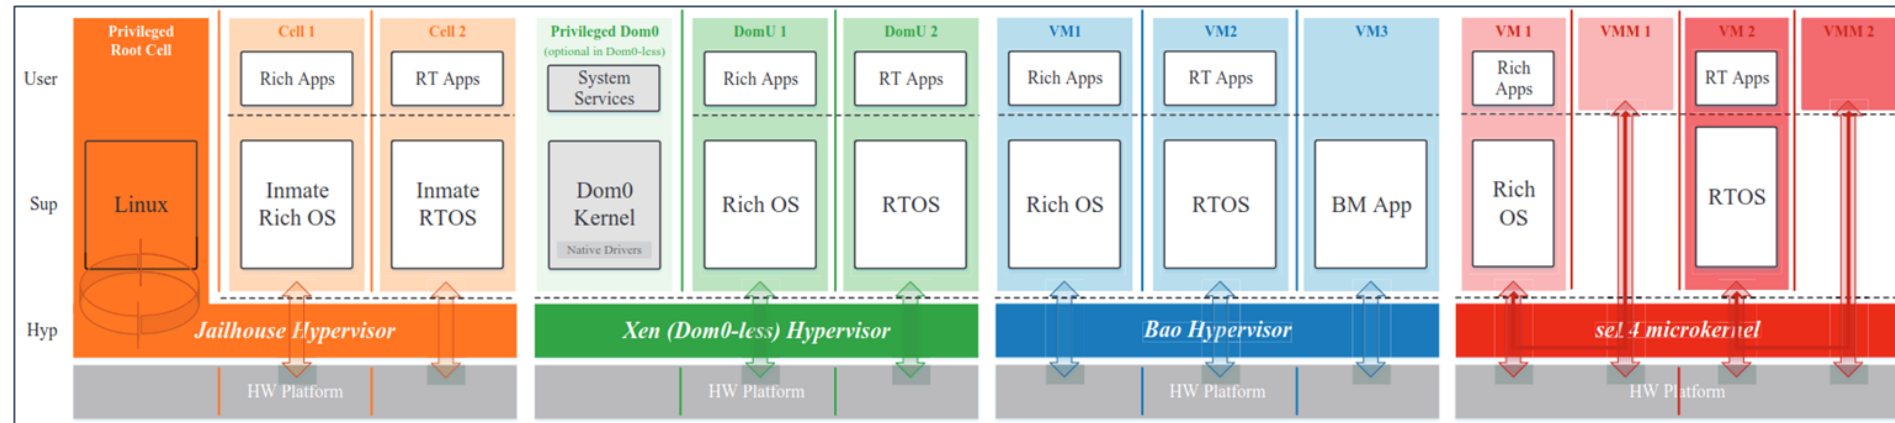 Privileged
Root Cell
Cell 1
Cell 2
Privileged Dom0
(optional in Dom0-less)
DomU 1
DomU 2
VM1
VM2
VM3
VM 1
VMM 1
VM 2
VMM 2
User
Rich Apps
RT Apps
System
Services
Rich Apps
RT Apps
Rich Apps
RT Apps
Rich
Apps
RT Apps
Sup
Linux
Inmate
Rich OS
Inmate
RTOS
Dom0
Kernel
Native Drivers
Rich OS
RTOS
Rich OS
RTOS
BM App
Rich
OS
RTOS
Hyp
Jailhouse Hypervisor
Xen (Dom0-less) Hypervisor
Bao Hypervisor
seL4 microkernel
HW Platform
HW Platform
HW Platform
HW Platform